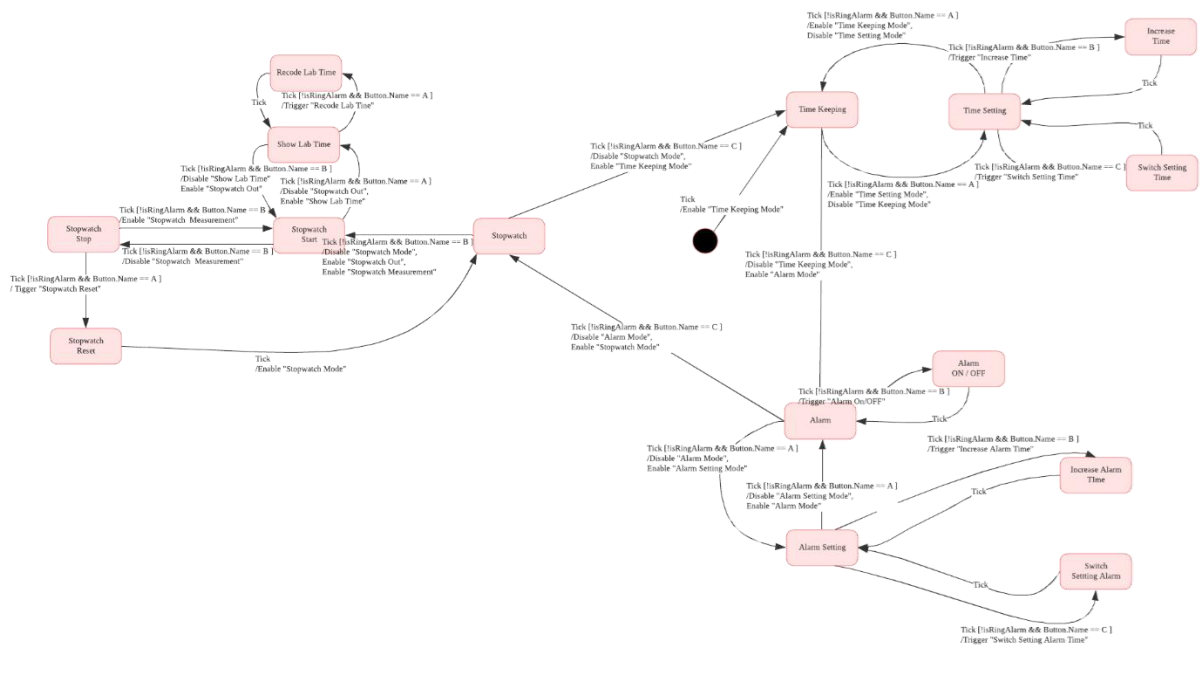 Tick [!isRingAlarm && Button.Name == A ]
/Enable "Time Keeping Mode",
Disable "Time Setting Mode"
Increase
Time
Tick [!isRingAlarm && Button.Name == B ]
/Trigger "Increase Time"
Recode Lab Time
Tick
Tick [!isRingAlarm && Button.Name == A ]
/Trigger "Recode Lab Tine"
Tick
Time Keeping
Time Setting
Tick
Show Lab Time
Tick [!isRingAlarm && Button.Name == C ]
/Disable "Stopwatch Mode",
Enable "Time Keeping Mode"
Tick [!isRingAlarm && Button.Name == B ]
/Disable "Show Lab Time"
Enable "Stopwatch Out"
Tick [!isRingAlarm && Button.Name == A ]
/Disable "Stopwatch Out",
Enable "Show Lab Time"
Tick [!isRingAlarm && Button.Name == C ]
/Trigger "Switch Setting Time"
Switch Setting
Time
Tick [!isRingAlarm && Button.Name == A ]
/Enable "Time Setting Mode",
Disable "Time Keeping Mode"
Tick
/Enable "Time Keeping Mode"
Tick [!isRingAlarm && Button.Name == B
/Enable "Stopwatch Measurement"
Stopwatch
Stop
Stopwatch
Start
Stopwatch
Tick [!isRingAlarm && Button.Name == B ]
/Disable "Stopwatch Measurement"
Tick [!isRingAlarm && Button.Name == B ]
/Disable "Stopwatch Mode",
Enable "Stopwatch Out",
Enable "Stopwatch Measurement"
Tick [!isRingAlarm && Button.Name == C ]
/Disable "Time Keeping Mode",
Enable "Alarm Mode"
Tick [!isRingAlarm && Button.Name == A ]
/ Tigger "Stopwatch Reset"
Stopwatch
Reset
Tick
/Enable "Stopwatch Mode"
Tick [!isRingAlarm && Button.Name == C ]
/Disable "Alarm Mode",
Enable "Stopwatch Mode"
Alarm
ON / OFF
Tick [!isRingAlarm && Button.Name == B ]
/Trigger "Alarm On/OFF"
Alarm
Tick
Tick [!isRingAlarm && Button.Name == A ]
/Disable "Alarm Mode",
Enable "Alarm Setting Mode"
Tick [!isRingAlarm && Button.Name == B ]
/Trigger "Increase Alarm Time"
Increase Alarm
TIme
Tick [!isRingAlarm && Button.Name == A ]
/Disable "Alarm Setting Mode",
Enable "Alarm Mode"
Tick
Alarm Setting
Switch
Settting Alarm
Tick
Tick [!isRingAlarm && Button.Name == C ]
/Trigger "Switch Setting Alarm Time"